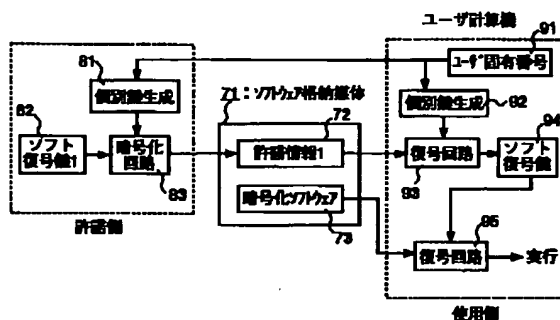 ユーザ計算機
91
ユーザ固有番号
81
個別鍵生成
個別鍵生成
92
71:ソフトウェア格納媒体
82
ソフト
復号鍵1
暗号化
回路
83
72
許諾情報1
復号回路
93
94
ソフト
復号鍵
暗号化ソフトウェア
73
95
復号回路
実行
許諾側
使用側